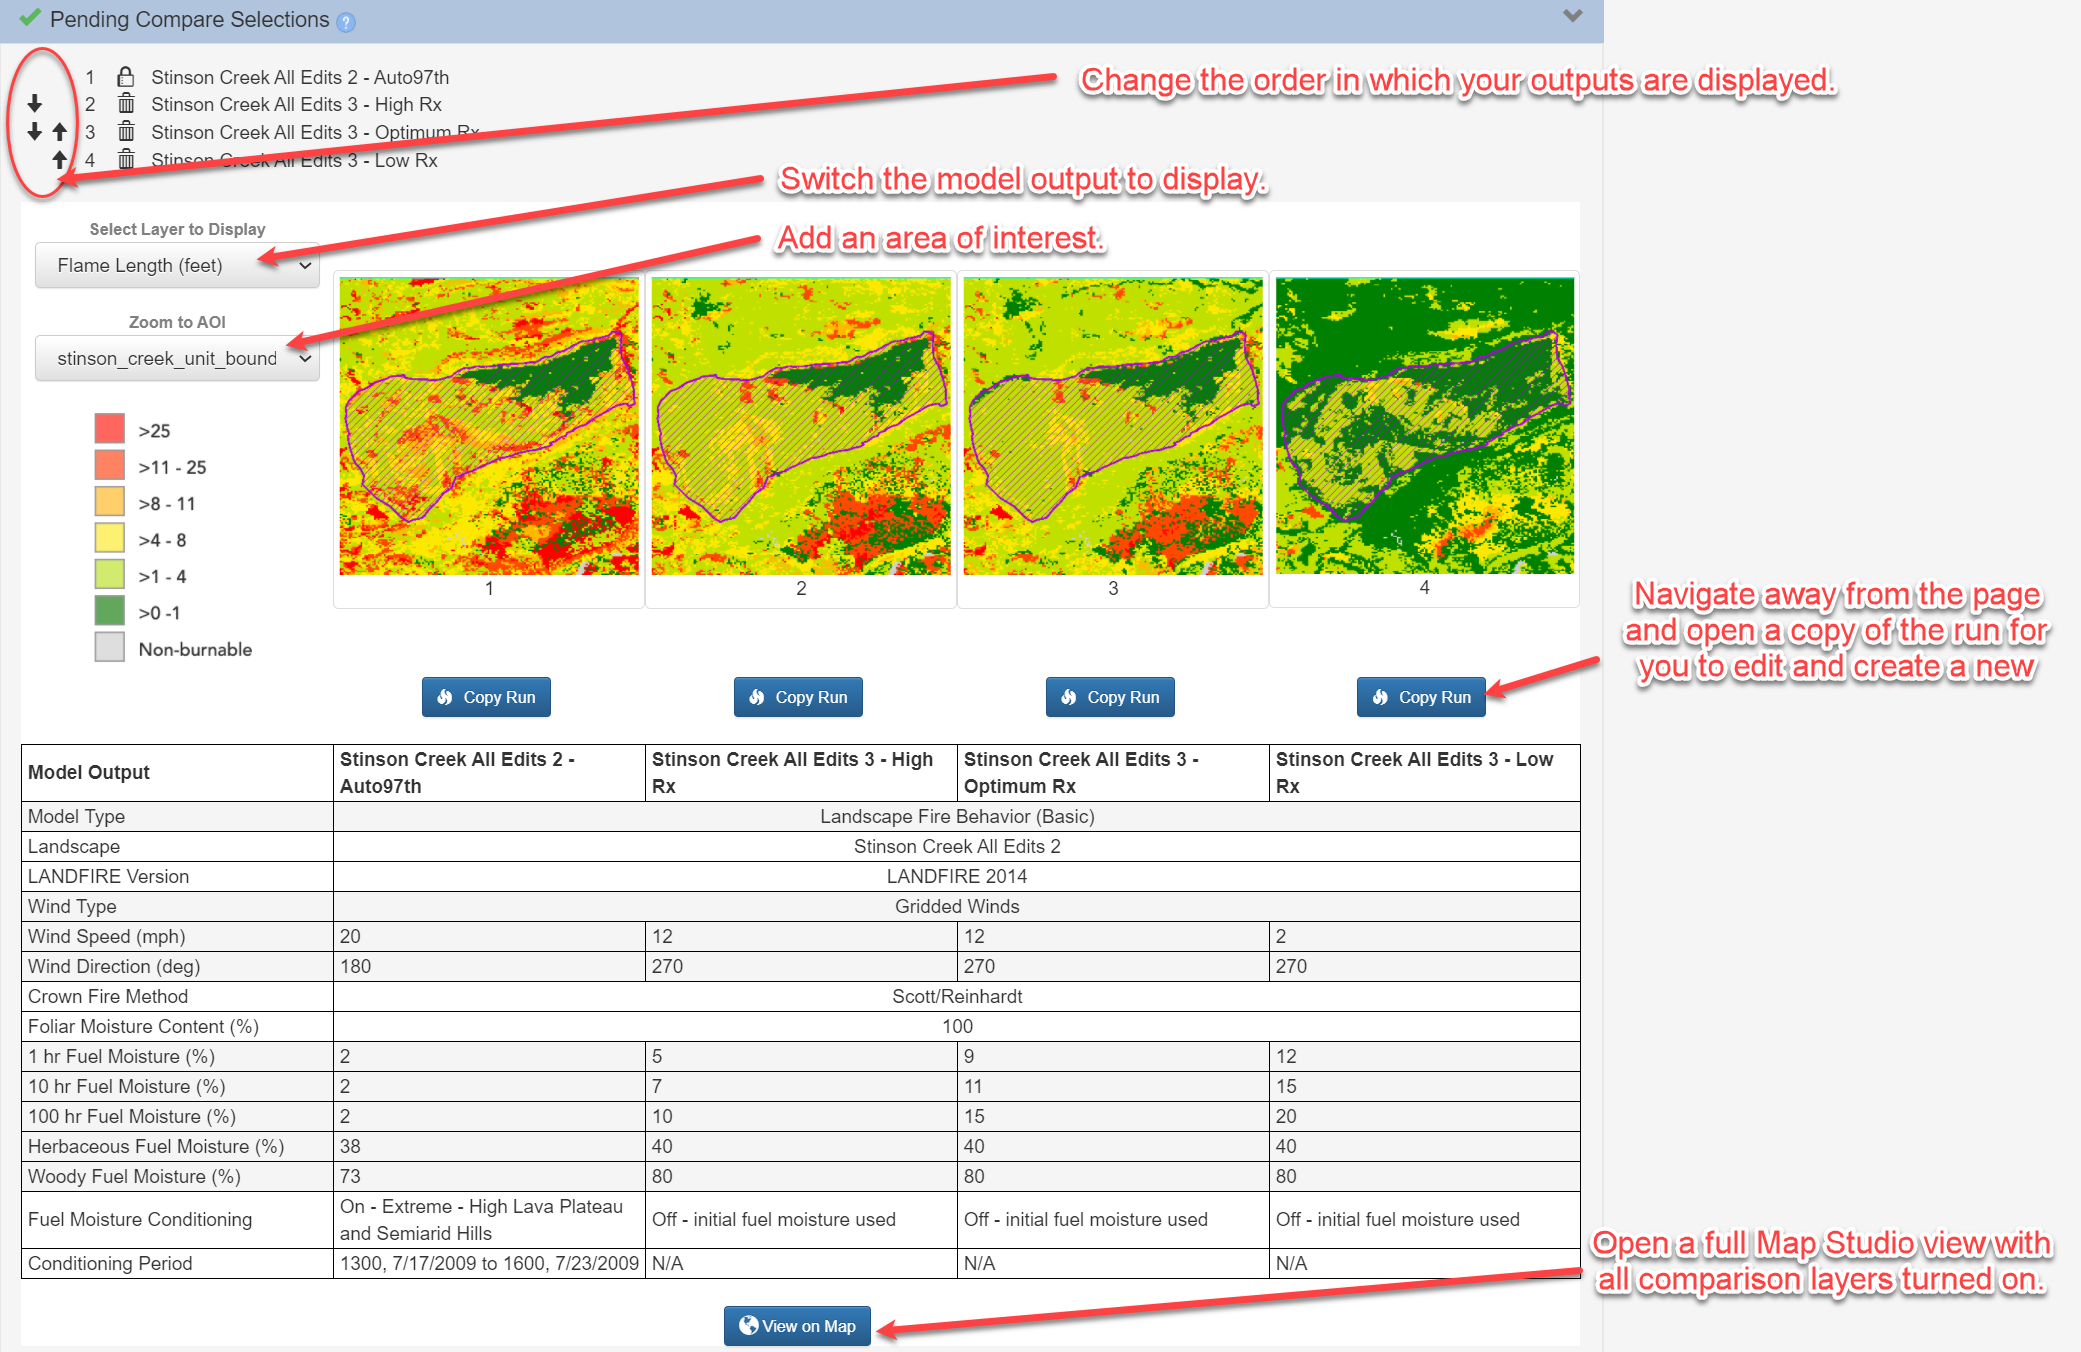 Pending Compare Selections ?
1 Stinson Creek All Edits 2 - Auto97th
2 Stinson Creek All Edits 3 - High Rx
3 Stinson Creek All Edits 3 - Optimum Rx
4 Stinson Creek All Edits 3 - Low Rx
Change the order in which your outputs are displayed.
Switch the model output to display.
Add an area of interest.
Select Layer to Display
Flame Length (feet)
Zoom to AOI
stinson_creek_unit_bound
>25
>11 - 25
>8 - 11
>4 - 8
>1 - 4
>0 -1
Non-burnable
1 2 3 4
Navigate away from the page
and open a copy of the run for
you to edit and create a new
Copy Run Copy Run Copy Run Copy Run
Model Output Stinson Creek All Edits 2 - Auto97th Stinson Creek All Edits 3 - High Rx Stinson Creek All Edits 3 - Optimum Rx Stinson Creek All Edits 3 - Low Rx
Model Type Landscape Fire Behavior (Basic)
Landscape Stinson Creek All Edits 2
LANDFIRE Version LANDFIRE 2014
Wind Type Gridded Winds
Wind Speed (mph) 20 12 12 2
Wind Direction (deg) 180 270 270 270
Crown Fire Method Scott/Reinhardt
Foliar Moisture Content (%) 100
1 hr Fuel Moisture (%) 2 5 9 12
10 hr Fuel Moisture (%) 2 7 11 15
100 hr Fuel Moisture (%) 2 10 15 20
Herbaceous Fuel Moisture (%) 38 40 40 40
Woody Fuel Moisture (%) 73 80 80 80
Fuel Moisture Conditioning On - Extreme - High Lava Plateau and Semiarid Hills Off - initial fuel moisture used Off - initial fuel moisture used Off - initial fuel moisture used
Conditioning Period 1300, 7/17/2009 to 1600, 7/23/2009 N/A N/A N/A
Open a full Map Studio view with
all comparison layers turned on.
View on Map